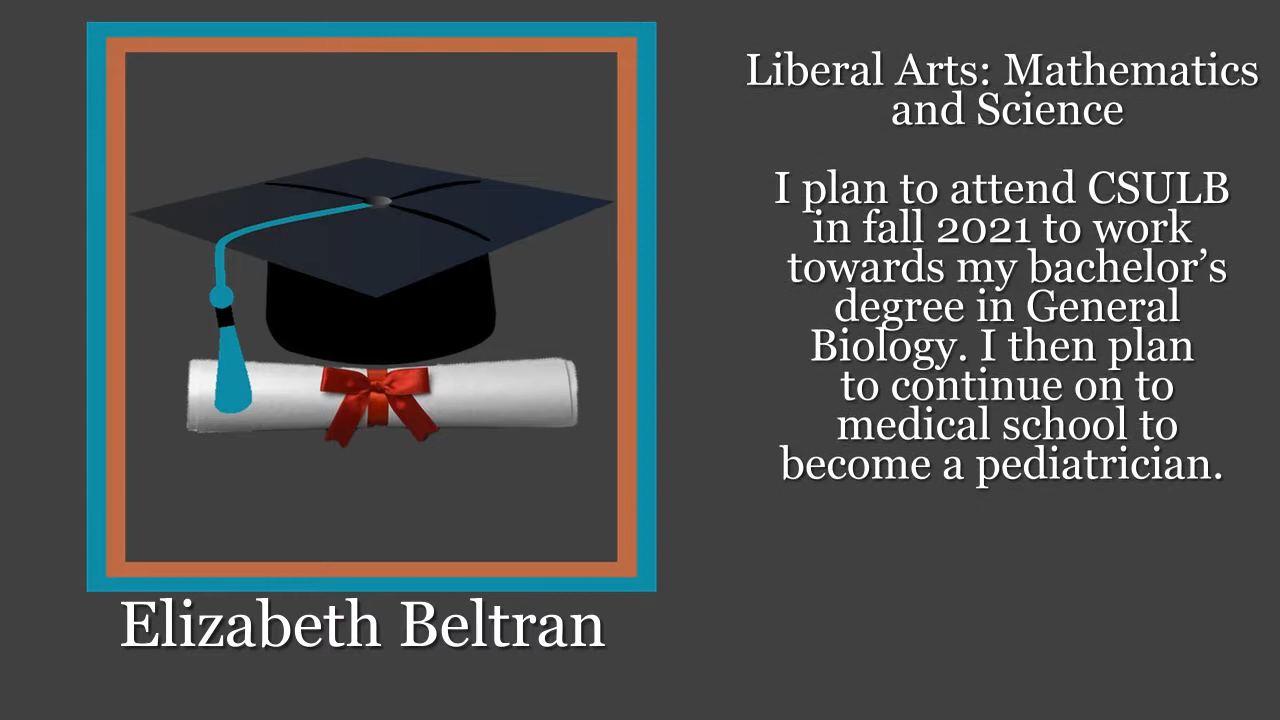 Liberal Arts: Mathematics
and Science
I plan to attend CSULB
in fall 2021 to work
towards my bachelor’s
degree in General
Biology. I then plan
to continue on to
medical school to
become a pediatrician.
Elizabeth Beltran